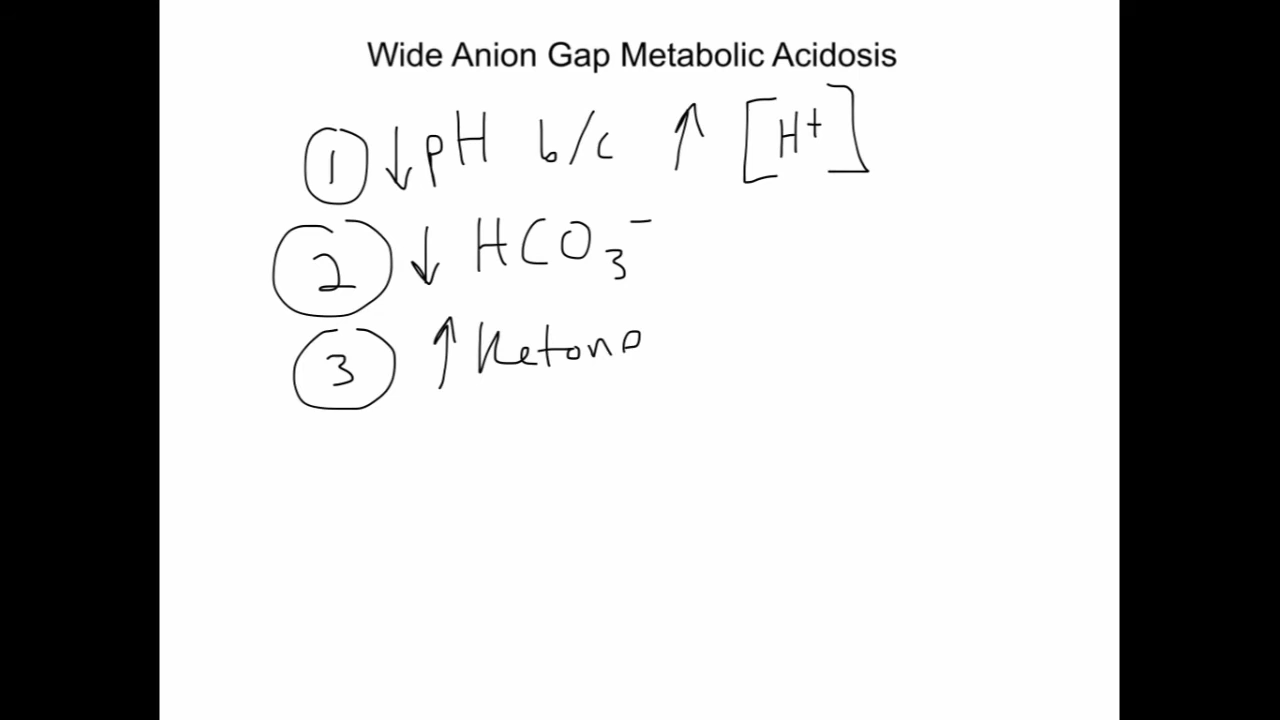 Wide Anion Gap Metabolic Acidosis
① ↓ pH b/c ↑ [H⁺]
② ↓ HCO₃⁻
③ ↑ Ketone